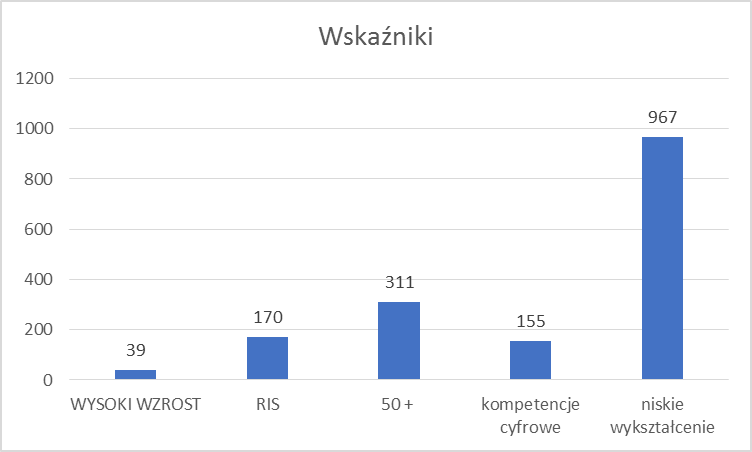 Wskaźniki
1200
1000
800
600
400
200
0
39
170
311
155
967
WYSOKI WZROST
RIS
50 +
kompetencje
cyfrowe
niskie
wykształcenie